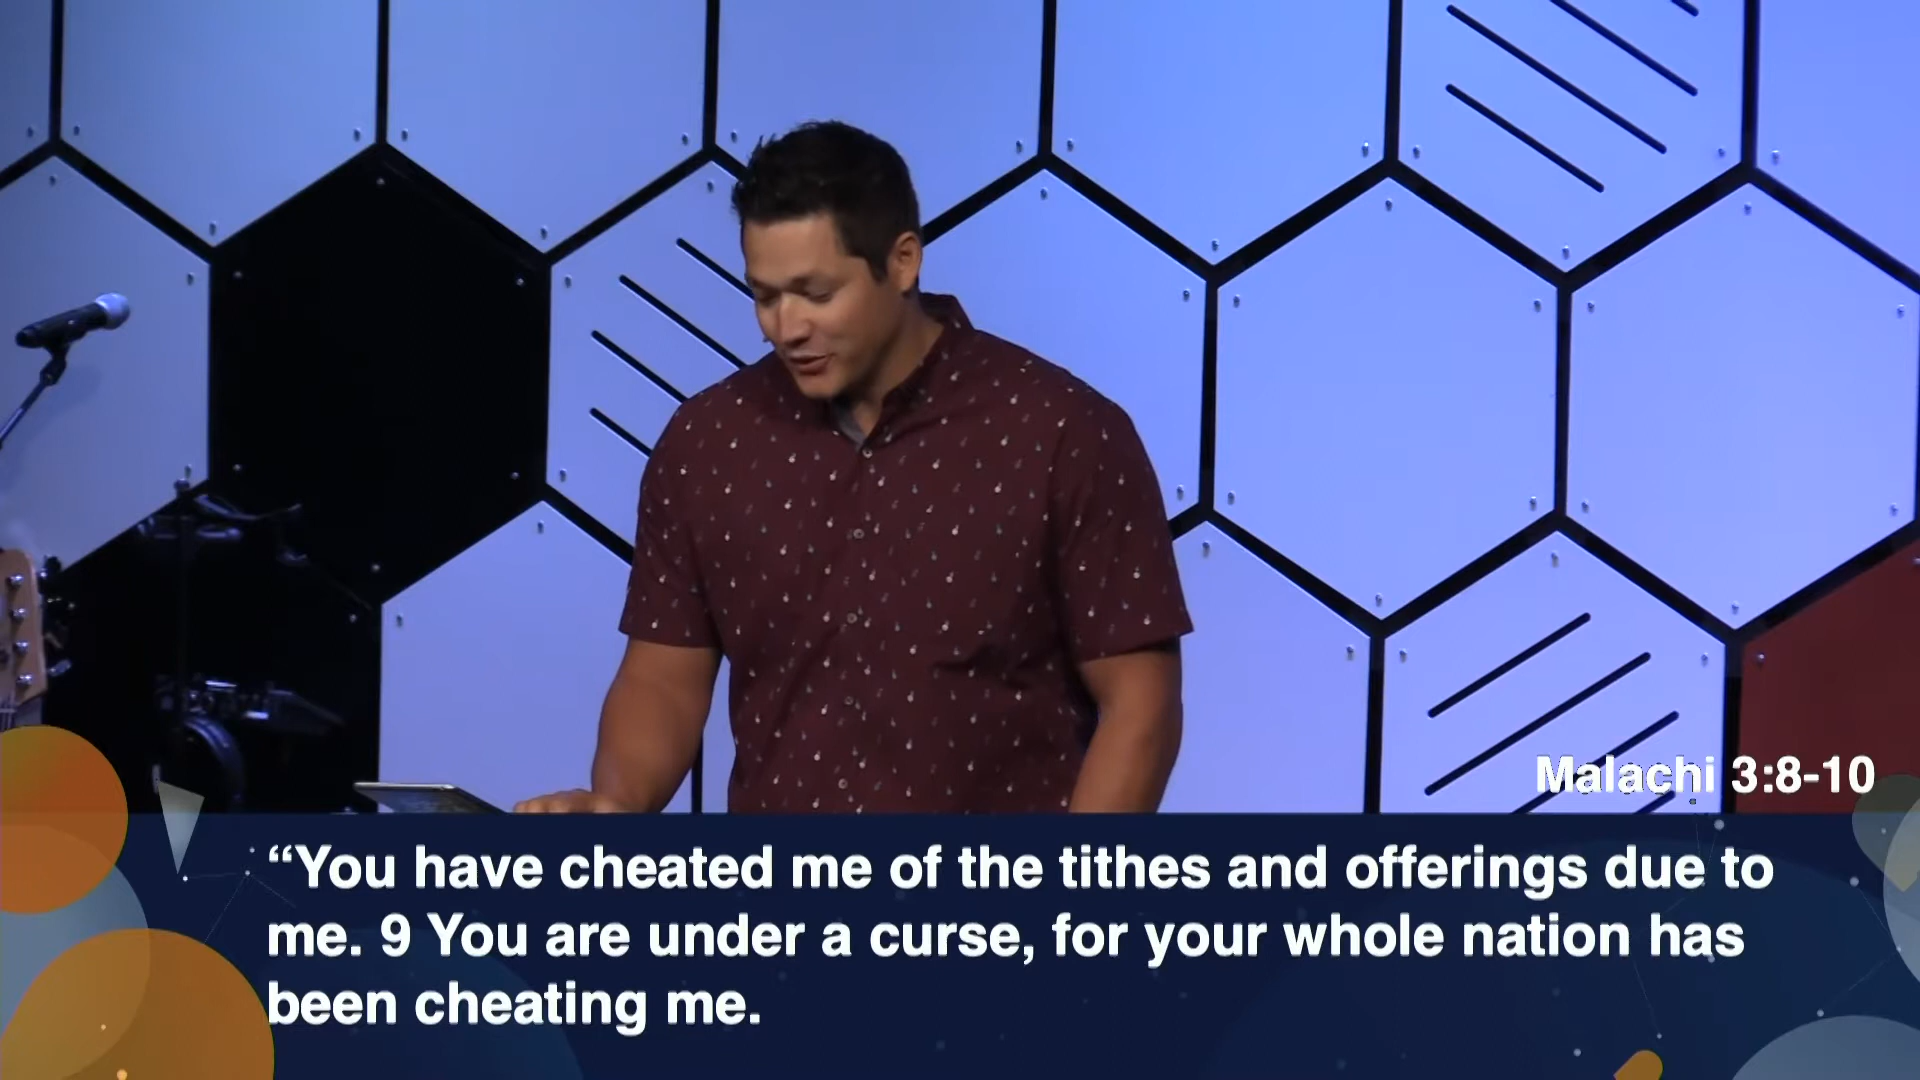 Malachi 3:8-10
“You have cheated me of the tithes and offerings due to
me. 9 You are under a curse, for your whole nation has
been cheating me.